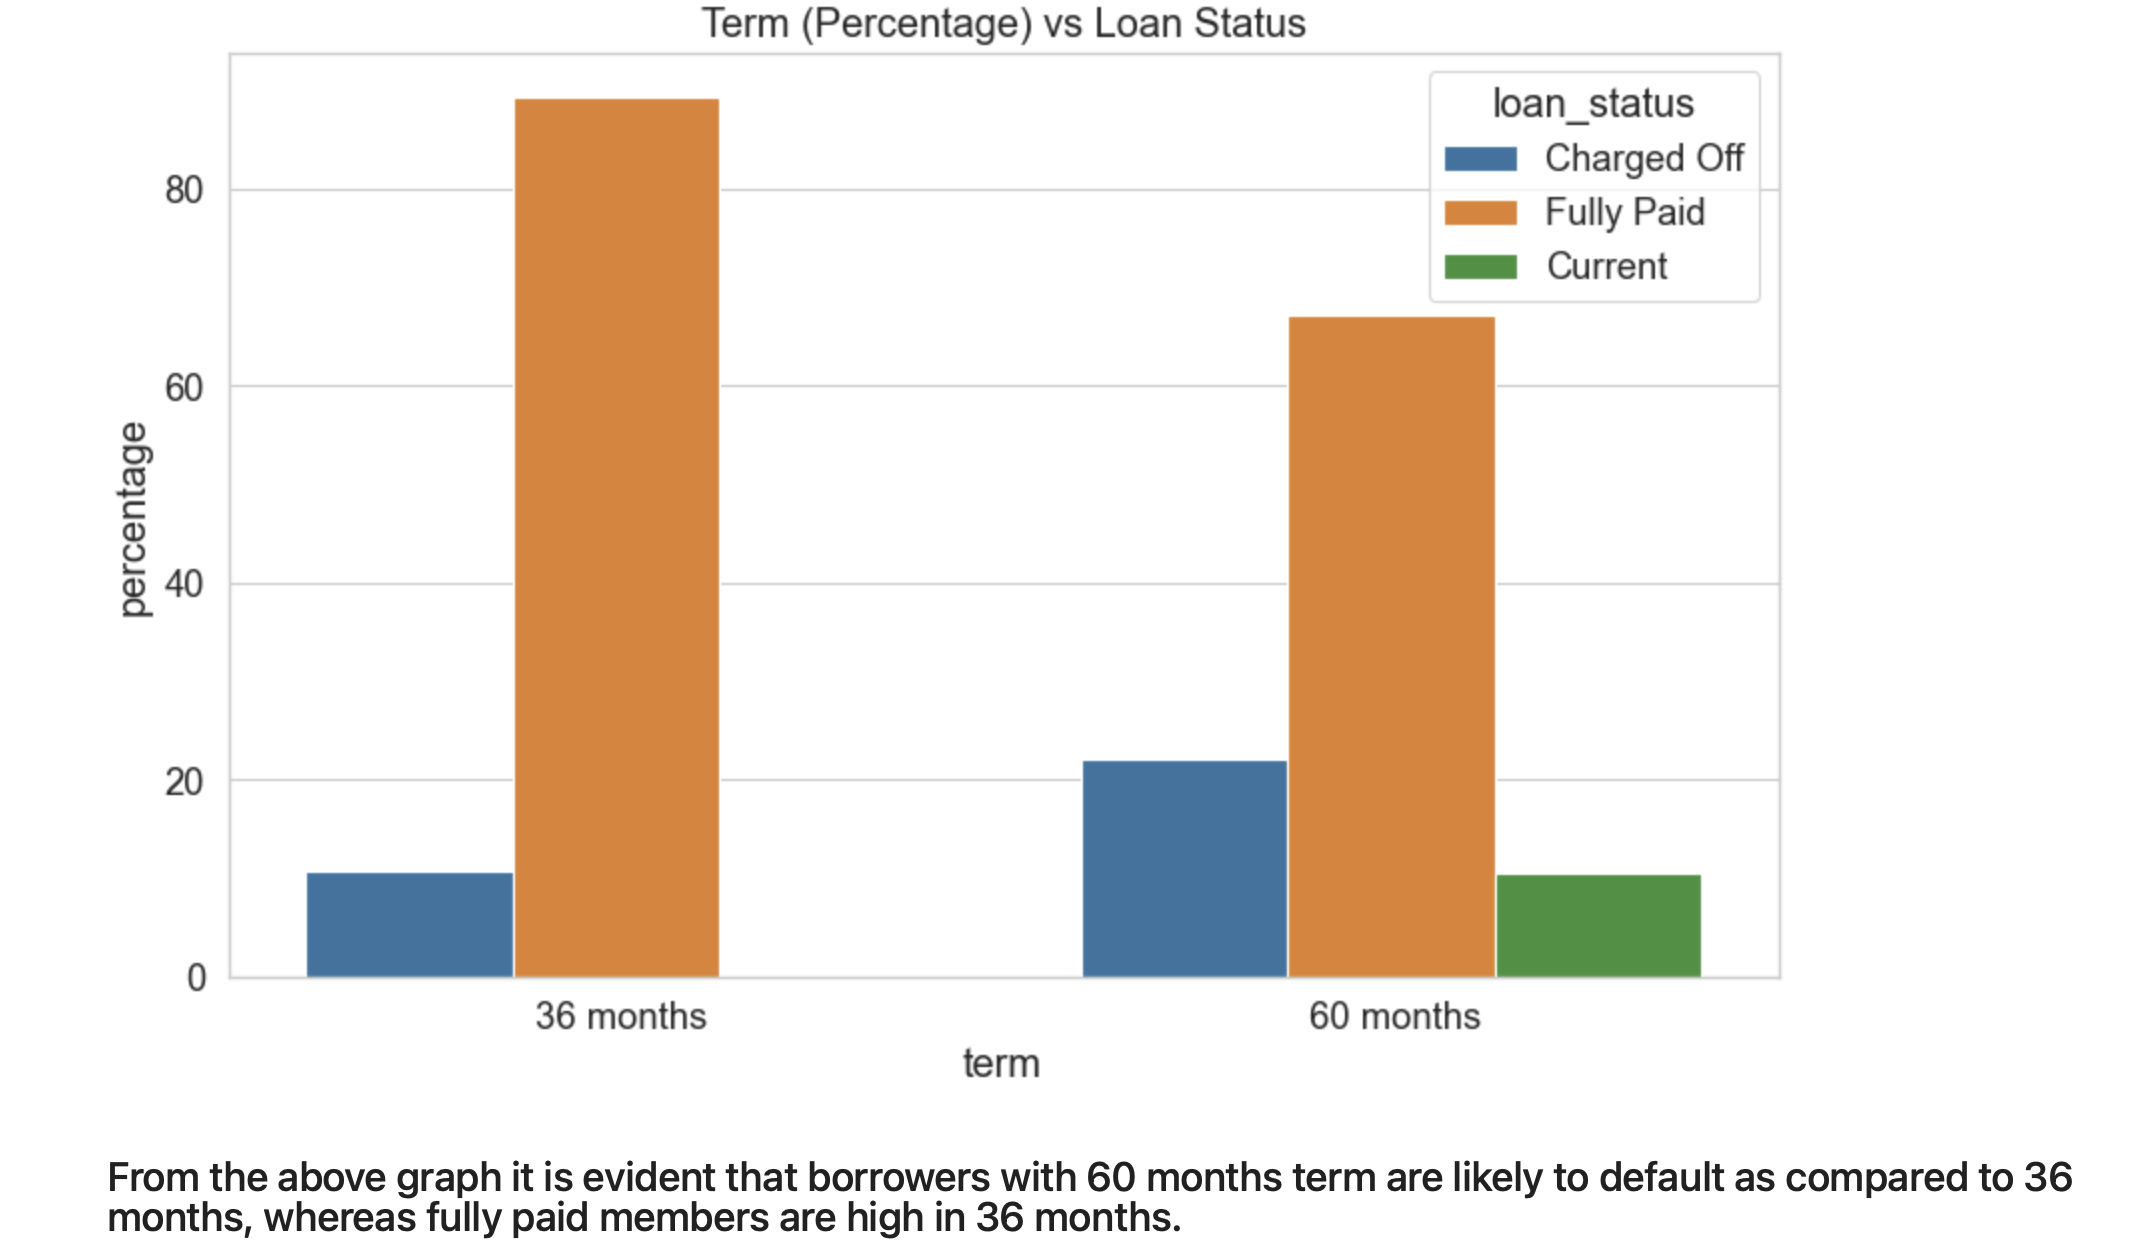 Term (Percentage) vs Loan Status
loan_status
Charged Off
Fully Paid
Current
80
60
40
20
0
percentage
36 months
60 months
term
From the above graph it is evident that borrowers with 60 months term are likely to default as compared to 36
months, whereas fully paid members are high in 36 months.